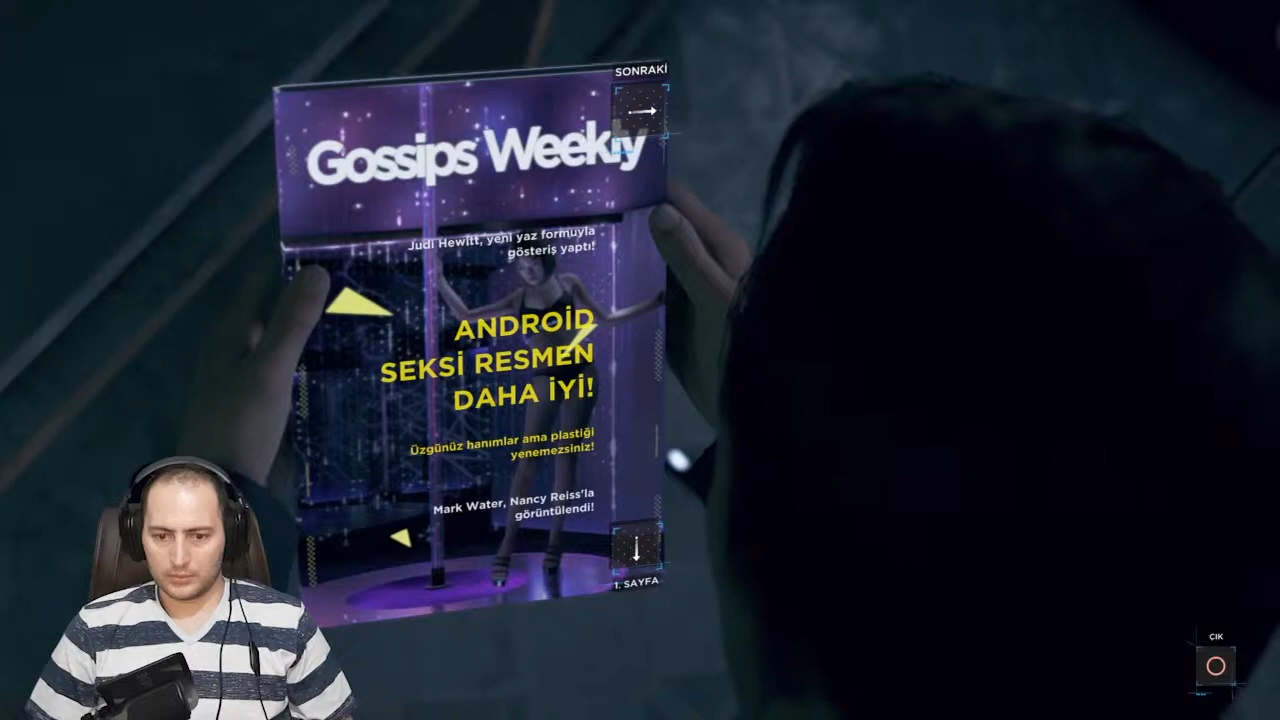 SONRAKİ
Gossips Weekly
Judi Hewitt, yeni yaz formuyla
gösteriş yaptı!
ANDROİD
SEKSİ RESMEN
DAHA İYİ!
Üzgünüz hanımlar ama plastiği
yenemezsiniz!
Mark Water, Nancy Reiss'la
görüntülendi!
1. SAYFA
ÇIK